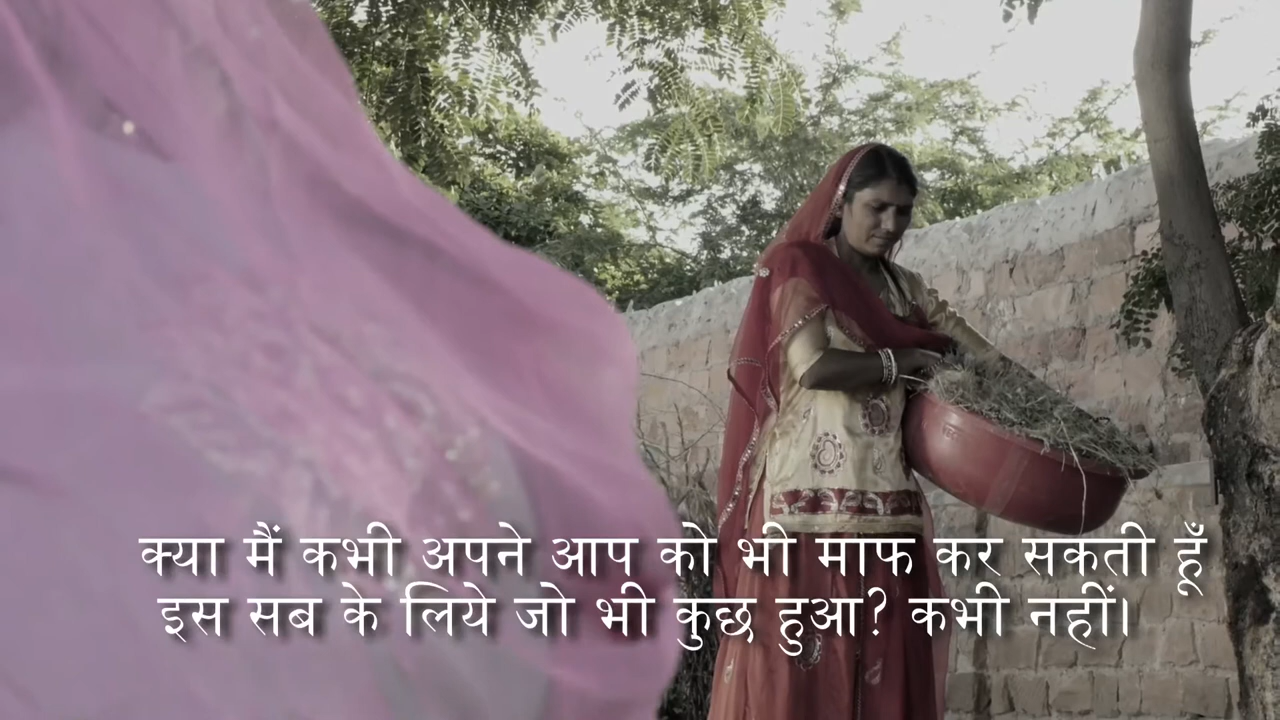 क्या मैं कभी अपने आप को भी माफ कर सकती हूँ
इस सब के लिये जो भी कुछ हुआ? कभी नहीं।